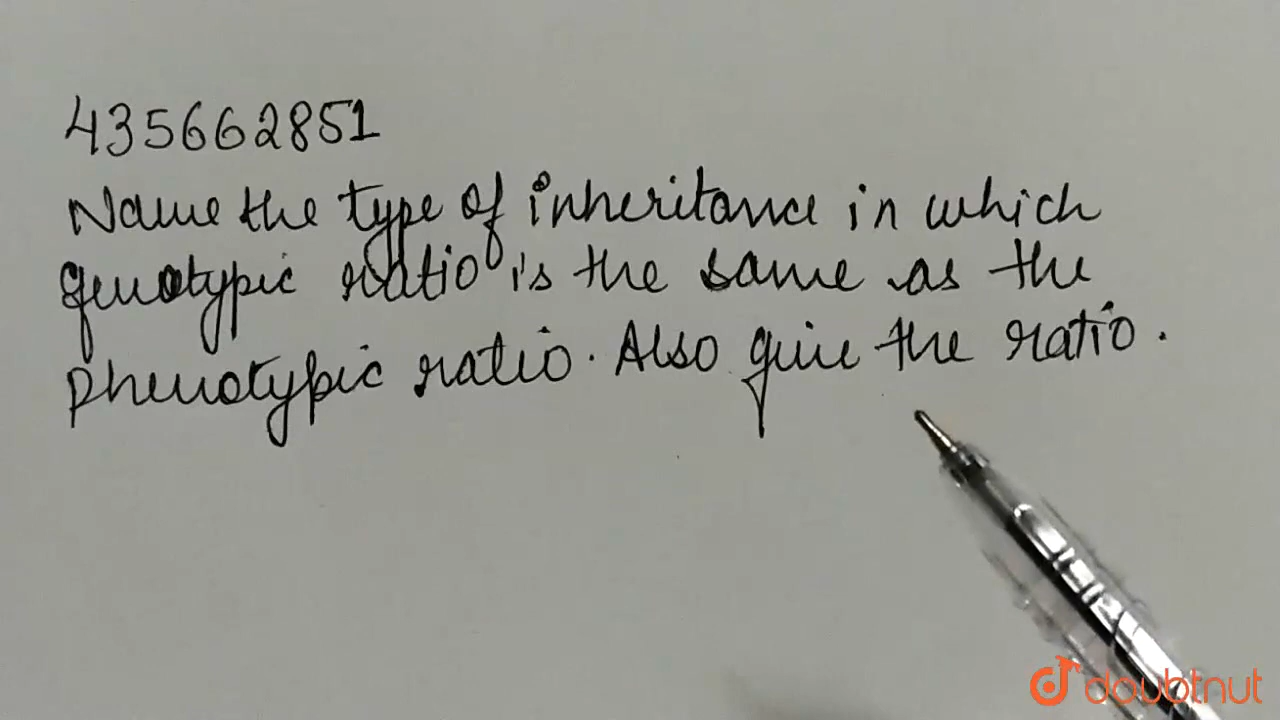 435662851
Name the type of inheritance in which
genotypic ratio is the same as the
phenotypic ratio. Also give the ratio.
doubtnut